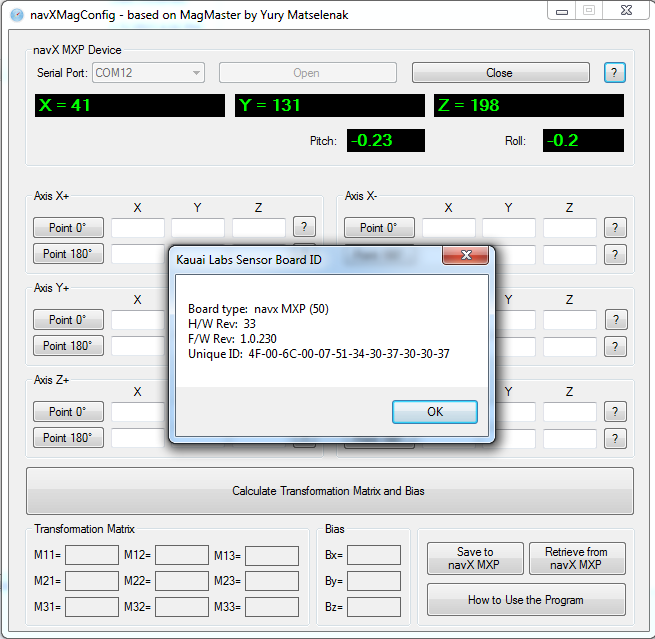 navXMagConfig - based on MagMaster by Yury Matselenak
navX MXP Device
Serial Port: COM12 Open Close ?
X = 41 Y = 131 Z = 198
Pitch: -0.23 Roll: -0.2
Axis X+ Axis X-
X Y Z X Y Z
Point 0° ? Point 0° ?
Point 180° ?
Kauai Labs Sensor Board ID
Board type: navx MXP (50)
H/W Rev: 33
F/W Rev: 1.0.230
Unique ID: 4F-00-6C-00-07-51-34-30-37-30-30-37
OK
Axis Y+
X Y Z
Point 0° ?
Point 180° ?
Axis Z+
X Y Z
Point 0° ?
Point 180° ?
Calculate Transformation Matrix and Bias
Transformation Matrix Bias
M11= M12= M13= Bx=
M21= M22= M23= By=
M31= M32= M33= Bz=
Save to
navX MXP
Retrieve from
navX MXP
How to Use the Program